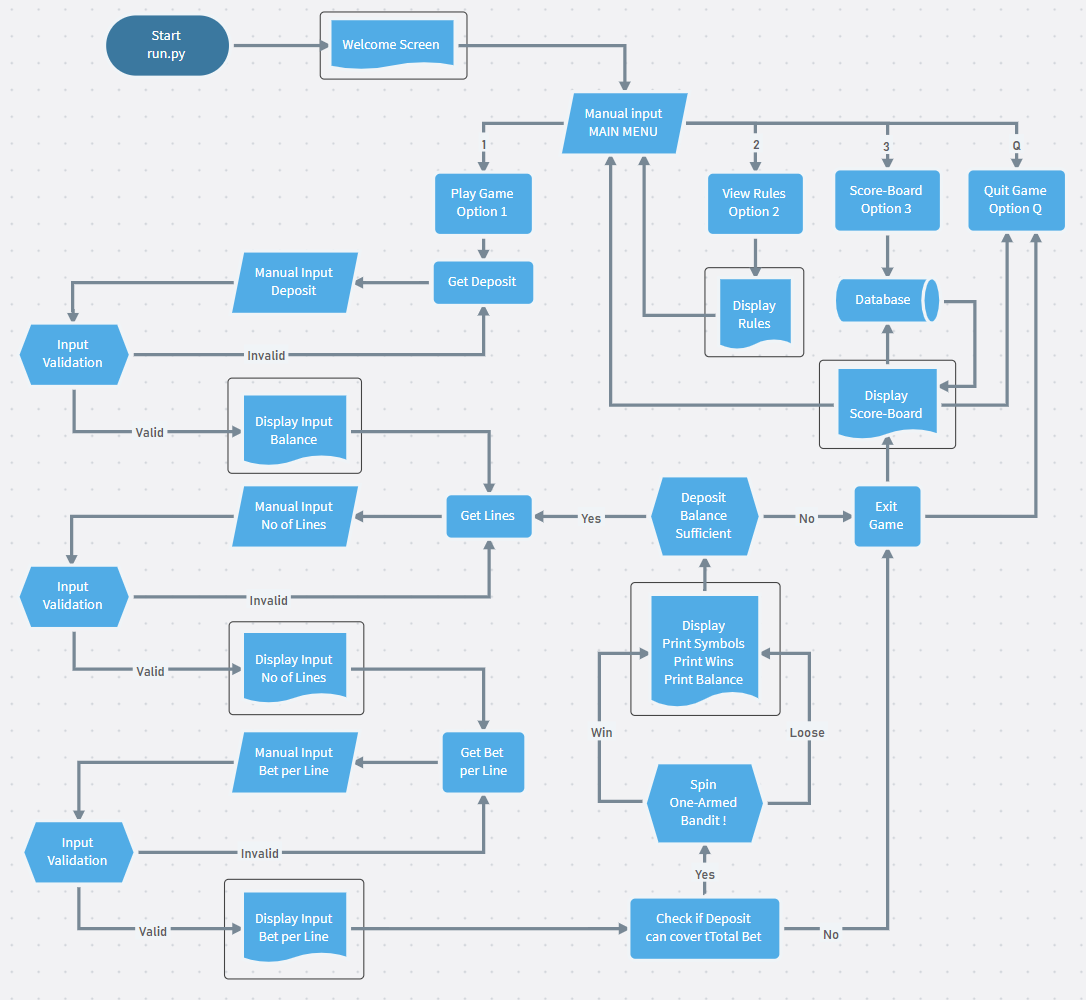 Start
run.py
Welcome Screen
Manual input
MAIN MENU
1
2
3
Q
Play Game
Option 1
View Rules
Option 2
Score-Board
Option 3
Quit Game
Option Q
Manual Input
Deposit
Get Deposit
Display
Rules
Database
Input
Validation
Invalid
Display Input
Balance
Valid
Display
Score-Board
Manual Input
No of Lines
Get Lines
Yes
Deposit
Balance
Sufficient
No
Exit
Game
Input
Validation
Invalid
Display Input
No of Lines
Valid
Display
Print Symbols
Print Wins
Print Balance
Win
Loose
Manual Input
Bet per Line
Get Bet
per Line
Spin
One-Armed
Bandit !
Input
Validation
Invalid
Yes
Display Input
Bet per Line
Valid
Check if Deposit
can cover tTotal Bet
No